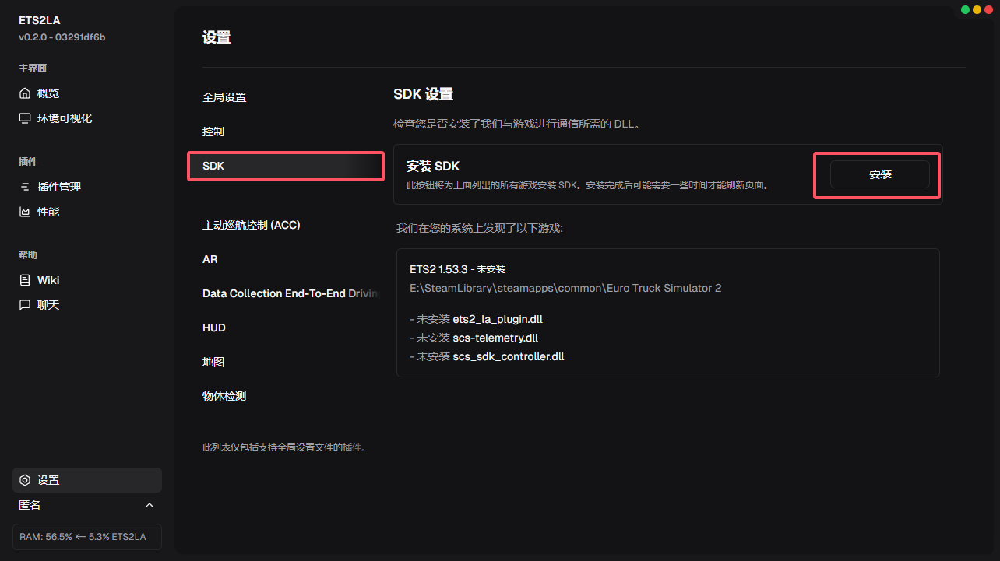 ETS2LA
v0.2.0 - 03291df6b
主界面
概览
环境可视化
插件
插件管理
性能
帮助
Wiki
聊天
设置
匿名
RAM: 56.5% <- 5.3% ETS2LA
设置
全局设置
控制
SDK
主动巡航控制 (ACC)
AR
Data Collection End-To-End Driving
HUD
地图
物体检测
此列表仅包括支持全局设置文件的插件。
SDK 设置
检查您是否安装了我们与游戏进行通信所需的 DLL。
安装 SDK
此按钮将为上面列出的所有游戏安装 SDK。安装完成后可能需要一些时间才能刷新页面。
安装
我们在您的系统上发现了以下游戏:
ETS2 1.53.3 - 未安装
E:\SteamLibrary\steamapps\common\Euro Truck Simulator 2
- 未安装 ets2_la_plugin.dll
- 未安装 scs-telemetry.dll
- 未安装 scs_sdk_controller.dll